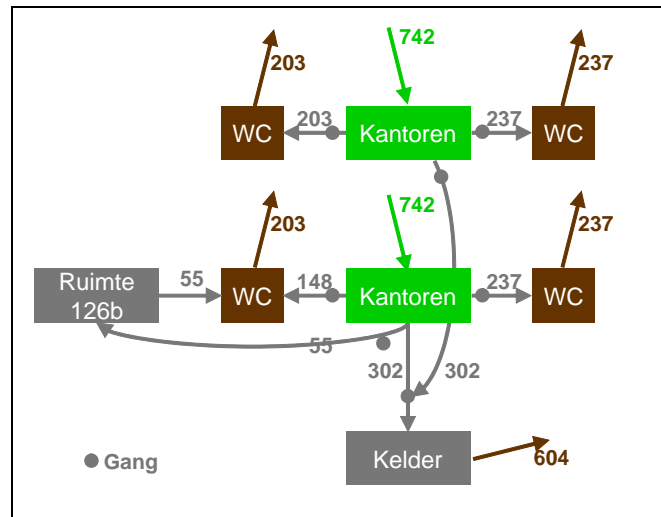 203
742
237
WC
203
Kantoren
237
WC
203
742
237
Ruimte
126b
55
WC
148
Kantoren
237
WC
55
302
302
Gang
Kelder
604